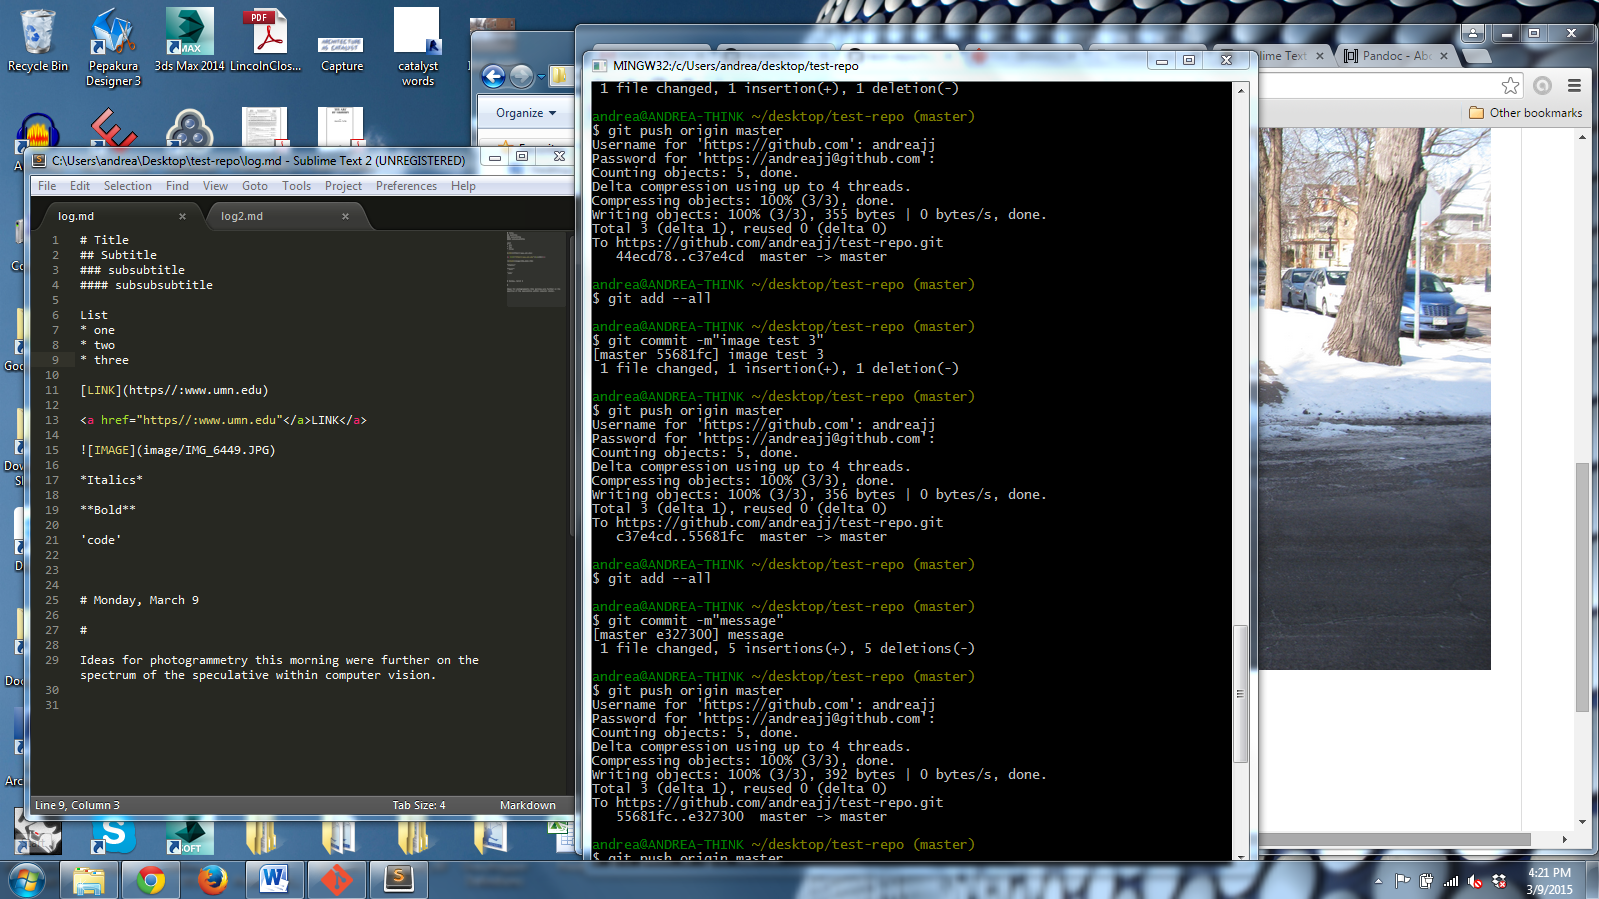 Recycle Bin
Pepakura Designer 3
3ds Max 2014
LincolnClos...
Capture
catalyst words
PDF
MAX
C:\Users\andrea\Desktop\test-repo\log.md - Sublime Text 2 (UNREGISTERED)
File Edit Selection Find View Goto Tools Project Preferences Help
log.md
log2.md
1 # Title
2 ## Subtitle
3 ### subsubtitle
4 #### subsubsubtitle
5
6 List
7 * one
8 * two
9 * three
10
11 [LINK](https//:www.umn.edu)
12
13 <a href="https//:www.umn.edu"</a>LINK</a>
14
15 ![IMAGE](image/IMG_6449.JPG)
16
17 *Italics*
18
19 **Bold**
20
21 'code'
22
23
24
25 # Monday, March 9
26
27 #
28
29 Ideas for photogrammetry this morning were further on the
spectrum of the speculative within computer vision.
30
31
Line 9, Column 3
Tab Size: 4
Markdown
Organize
MINGW32:/c/Users/andrea/desktop/test-repo
1 file changed, 1 insertion(+), 1 deletion(-)
andrea@ANDREA-THINK ~/desktop/test-repo (master)
$ git push origin master
Username for 'https://github.com': andreajj
Password for 'https://andreajj@github.com':
Counting objects: 5, done.
Delta compression using up to 4 threads.
Compressing objects: 100% (3/3), done.
Writing objects: 100% (3/3), 355 bytes | 0 bytes/s, done.
Total 3 (delta 1), reused 0 (delta 0)
To https://github.com/andreajj/test-repo.git
44ecd78..c37e4cd master -> master
andrea@ANDREA-THINK ~/desktop/test-repo (master)
$ git add --all
andrea@ANDREA-THINK ~/desktop/test-repo (master)
$ git commit -m"image test 3"
[master 55681fc] image test 3
1 file changed, 1 insertion(+), 1 deletion(-)
andrea@ANDREA-THINK ~/desktop/test-repo (master)
$ git push origin master
Username for 'https://github.com': andreajj
Password for 'https://andreajj@github.com':
Counting objects: 5, done.
Delta compression using up to 4 threads.
Compressing objects: 100% (3/3), done.
Writing objects: 100% (3/3), 356 bytes | 0 bytes/s, done.
Total 3 (delta 1), reused 0 (delta 0)
To https://github.com/andreajj/test-repo.git
c37e4cd..55681fc master -> master
andrea@ANDREA-THINK ~/desktop/test-repo (master)
$ git add --all
andrea@ANDREA-THINK ~/desktop/test-repo (master)
$ git commit -m"message"
[master e327300] message
1 file changed, 5 insertions(+), 5 deletions(-)
andrea@ANDREA-THINK ~/desktop/test-repo (master)
$ git push origin master
Username for 'https://github.com': andreajj
Password for 'https://andreajj@github.com':
Counting objects: 5, done.
Delta compression using up to 4 threads.
Compressing objects: 100% (3/3), done.
Writing objects: 100% (3/3), 392 bytes | 0 bytes/s, done.
Total 3 (delta 1), reused 0 (delta 0)
To https://github.com/andreajj/test-repo.git
55681fc..e327300 master -> master
andrea@ANDREA-THINK ~/desktop/test-repo (master)
$ git push origin master
lime Text
Pandoc - Ab
Other bookmarks
4:21 PM
3/9/2015